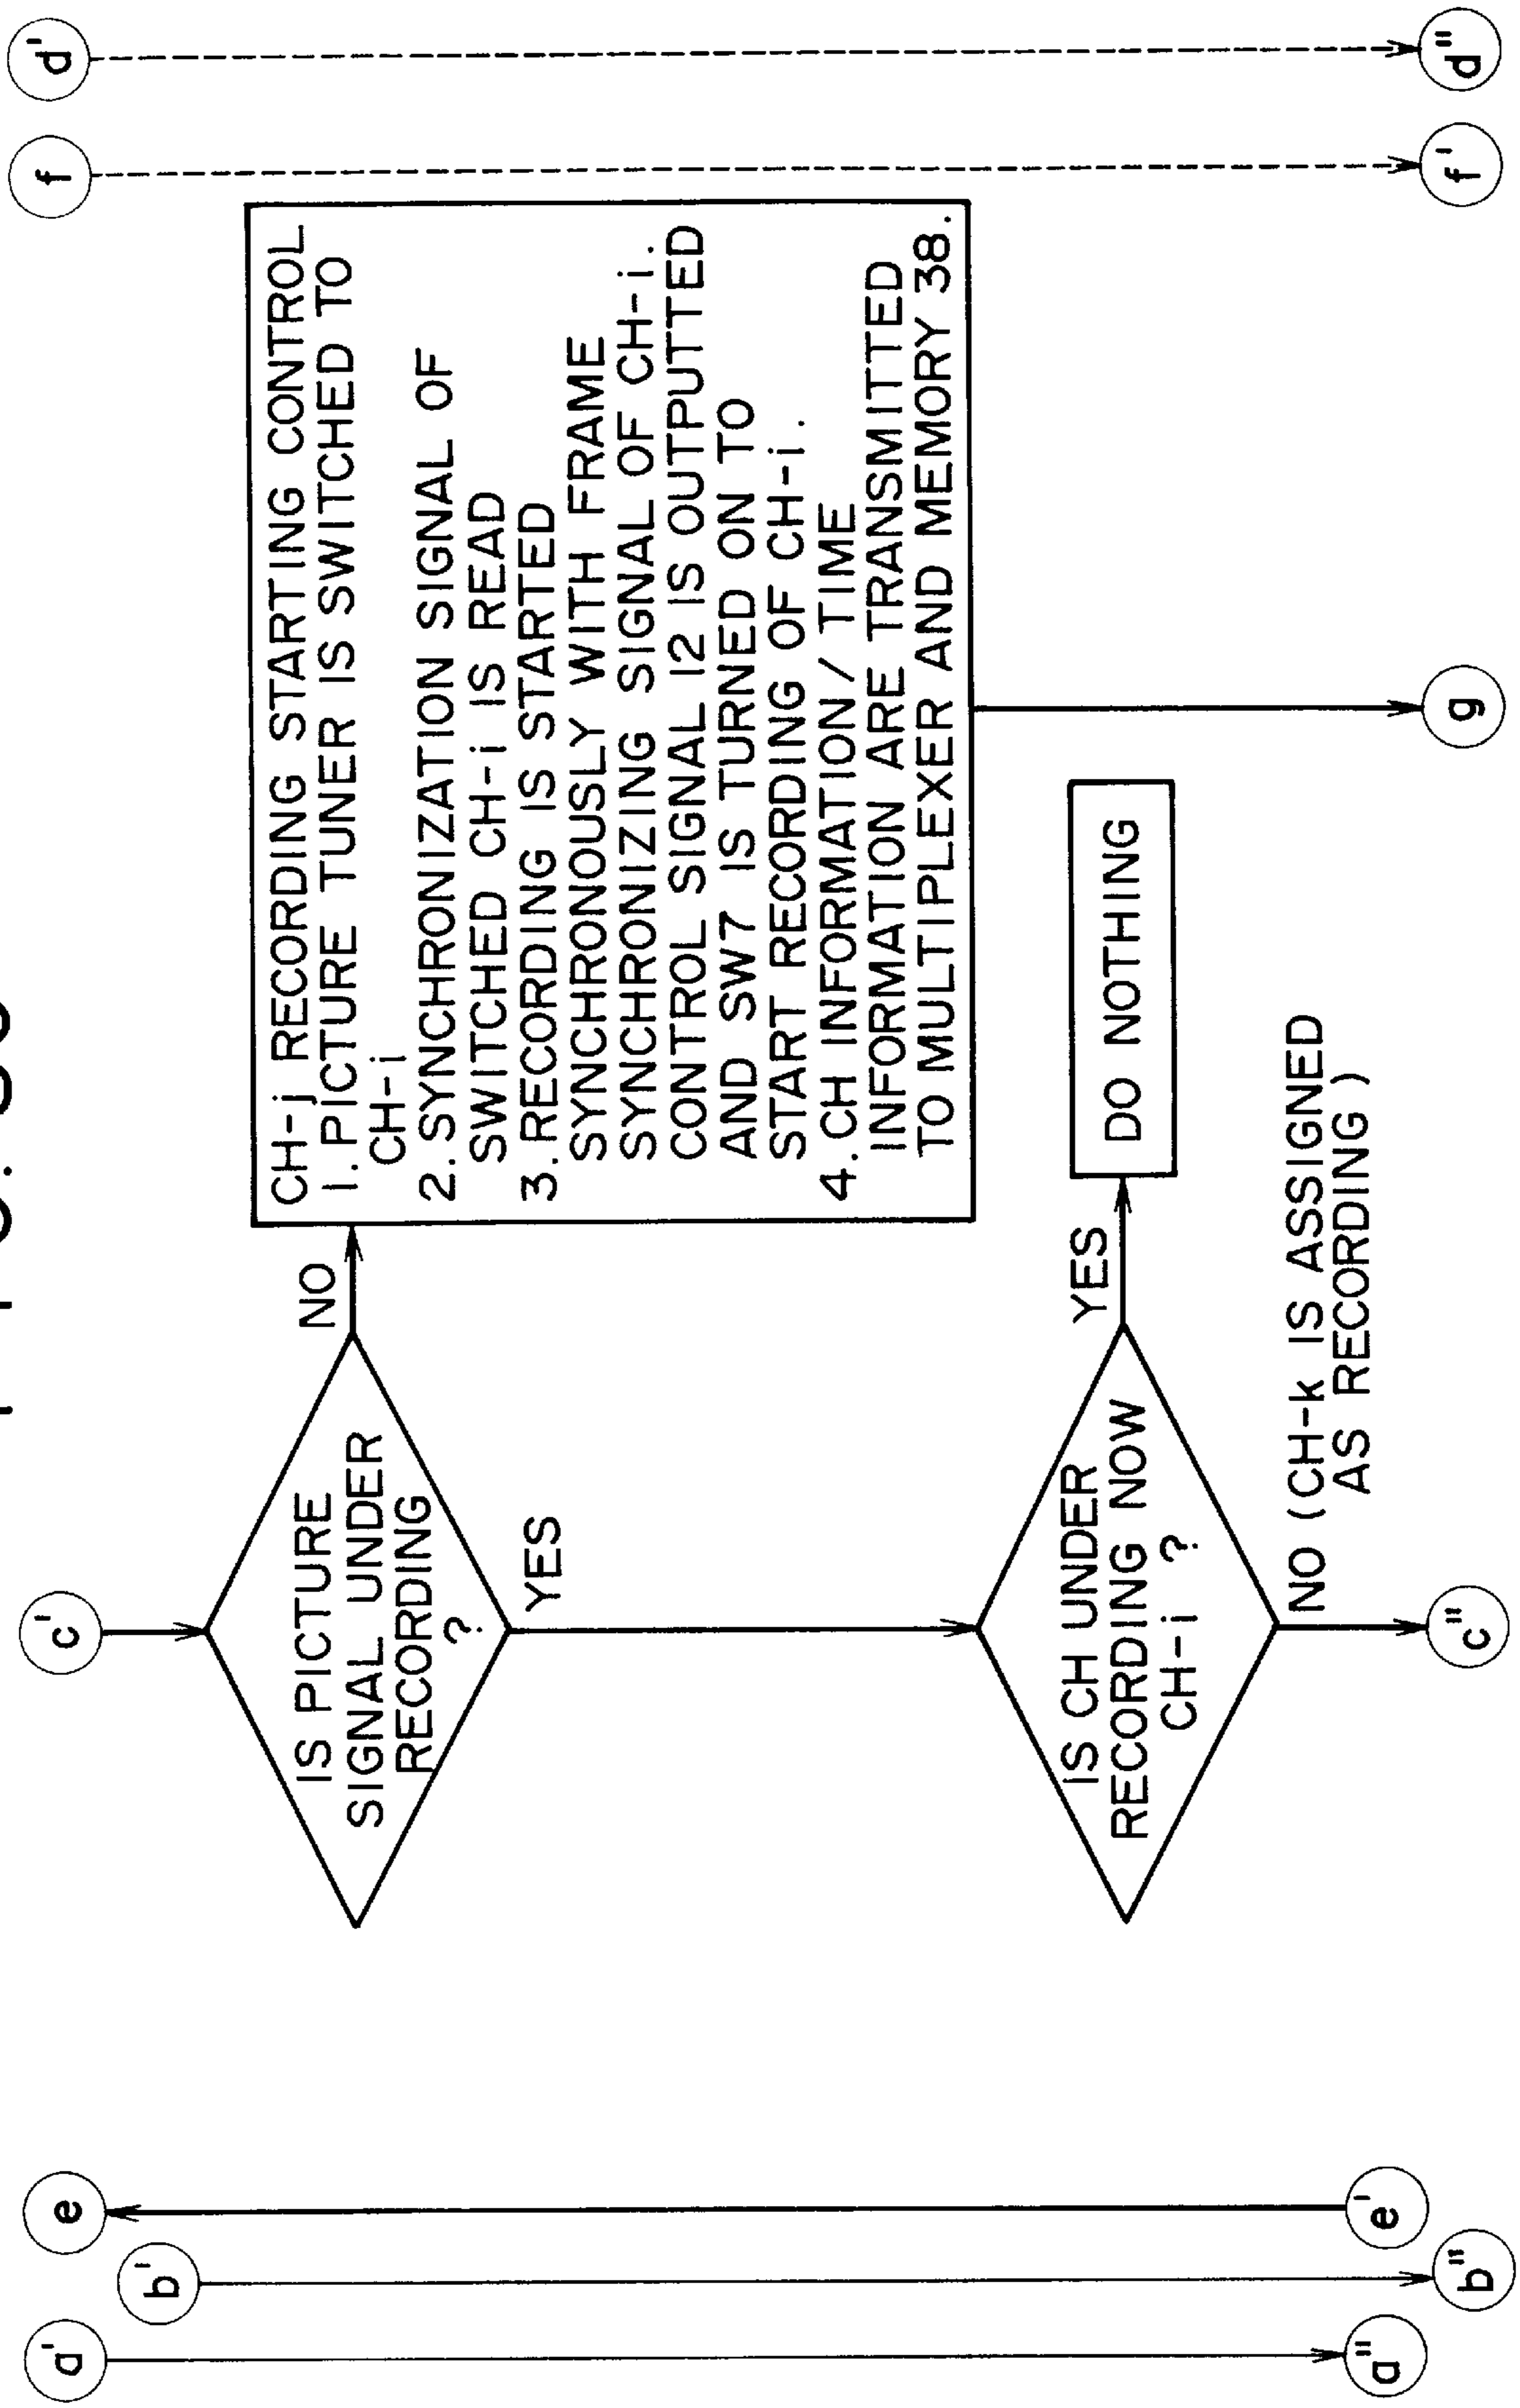 a'
b'
e
c'
f
d'
IS PICTURE
SIGNAL UNDER
RECORDING
?
NO
YES
CH-j RECORDING STARTING CONTROL
1. PICTURE TUNER IS SWITCHED TO
CH-i
2. SYNCHRONIZATION SIGNAL OF
SWITCHED CH-i IS READ
3. RECORDING IS STARTED
SYNCHRONOUSLY WITH FRAME
SYNCHRONIZING SIGNAL OF CH-i.
CONTROL SIGNAL 12 IS OUTPUTTED
AND SW7 IS TURNED ON TO
START RECORDING OF CH-i.
4. CH INFORMATION / TIME
INFORMATION ARE TRANSMITTED
TO MULTIPLEXER AND MEMORY 38.
IS CH UNDER
RECORDING NOW
CH-i ?
YES
DO NOTHING
NO (CH-k IS ASSIGNED
AS RECORDING )
a"
b"
e'
c"
g
f'
d"